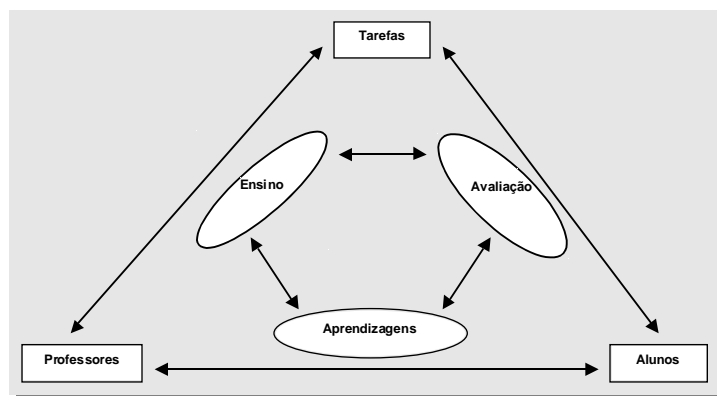 Tarefas
Ensino
Avaliação
Aprendizagens
Professores
Alunos